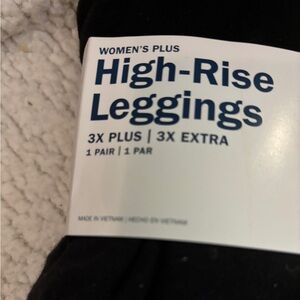 WOMEN'S PLUS
High-Rise
Leggings
3X PLUS | 3X EXTRA
1 PAIR | 1 PAR
MADE IN VIETNAM | HECHO EN VIETNAM